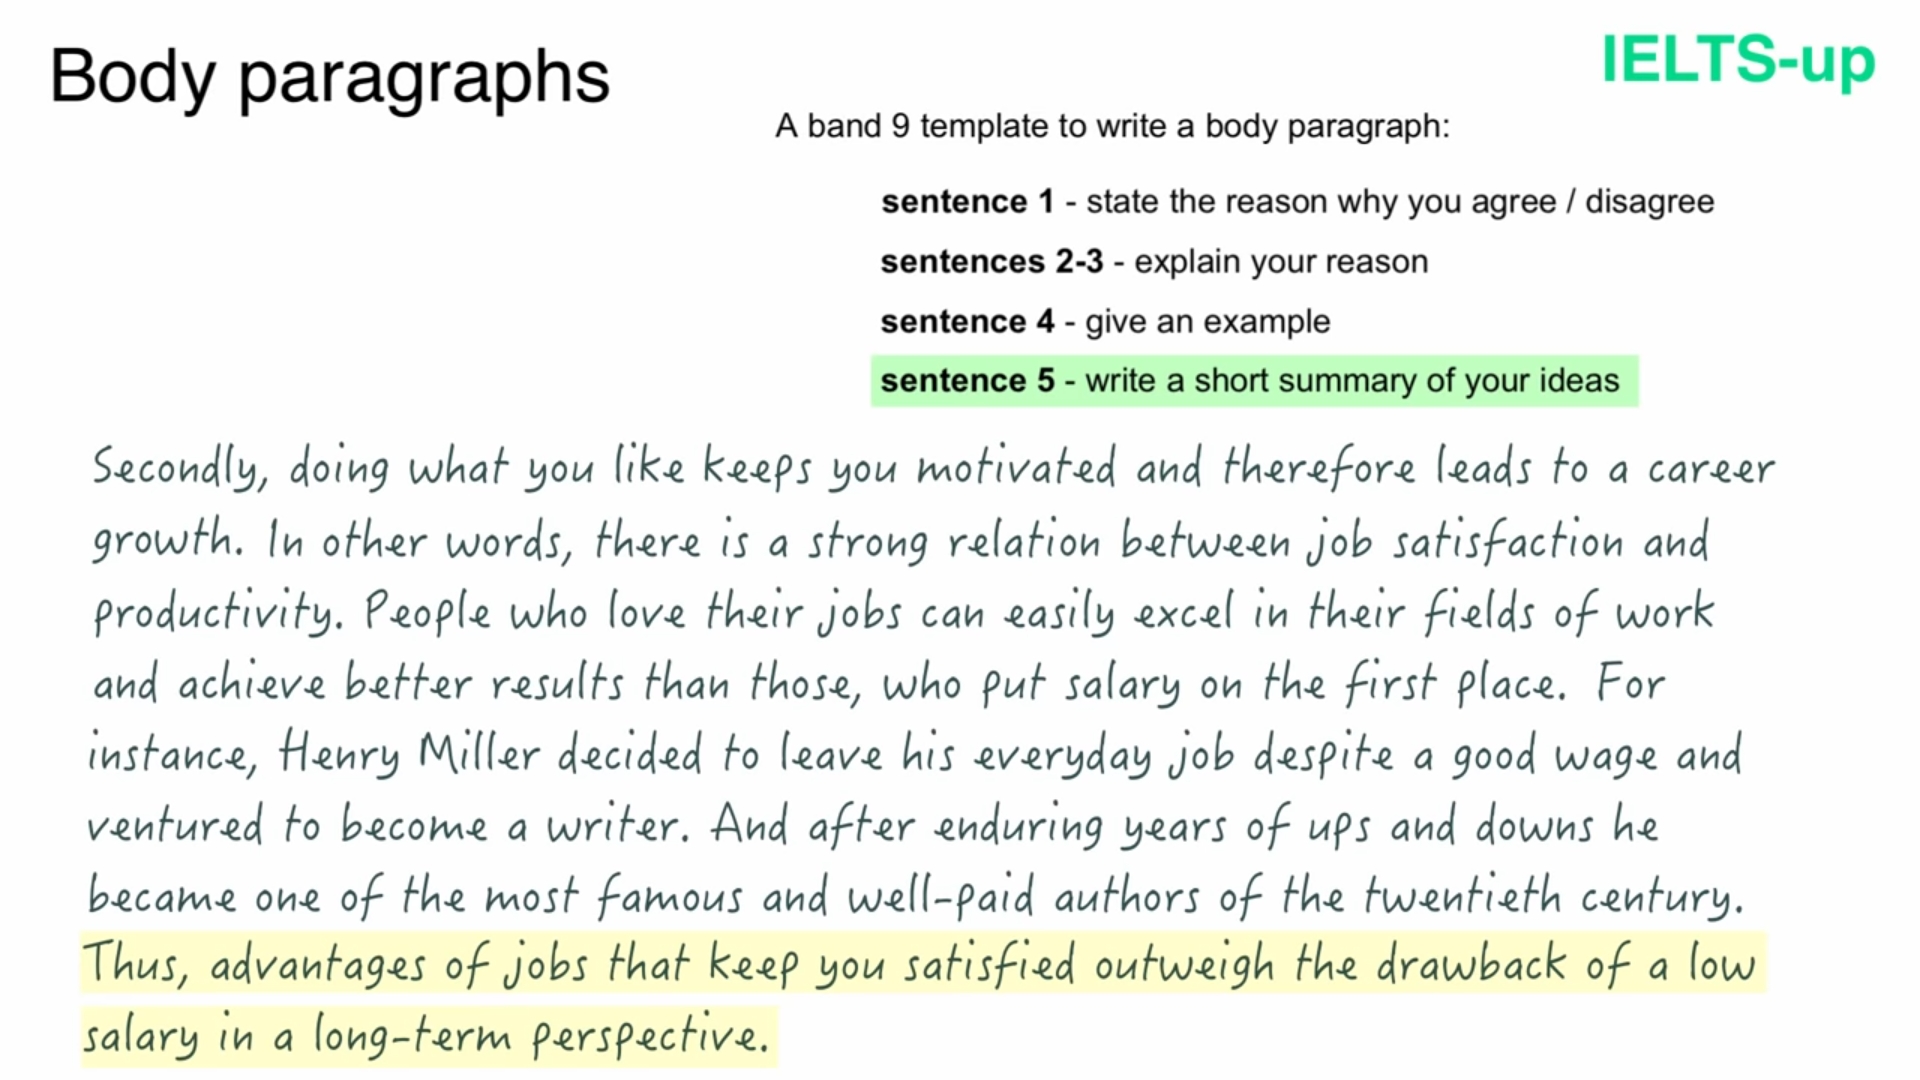 Body paragraphs
IELTS-up
A band 9 template to write a body paragraph:
sentence 1 - state the reason why you agree / disagree
sentences 2-3 - explain your reason
sentence 4 - give an example
sentence 5 - write a short summary of your ideas
Secondly, doing what you like keeps you motivated and therefore leads to a career
growth. In other words, there is a strong relation between job satisfaction and
productivity. People who love their jobs can easily excel in their fields of work
and achieve better results than those, who put salary on the first place. For
instance, Henry Miller decided to leave his everyday job despite a good wage and
ventured to become a writer. And after enduring years of ups and downs he
became one of the most famous and well-paid authors of the twentieth century.
Thus, advantages of jobs that keep you satisfied outweigh the drawback of a low
salary in a long-term perspective.